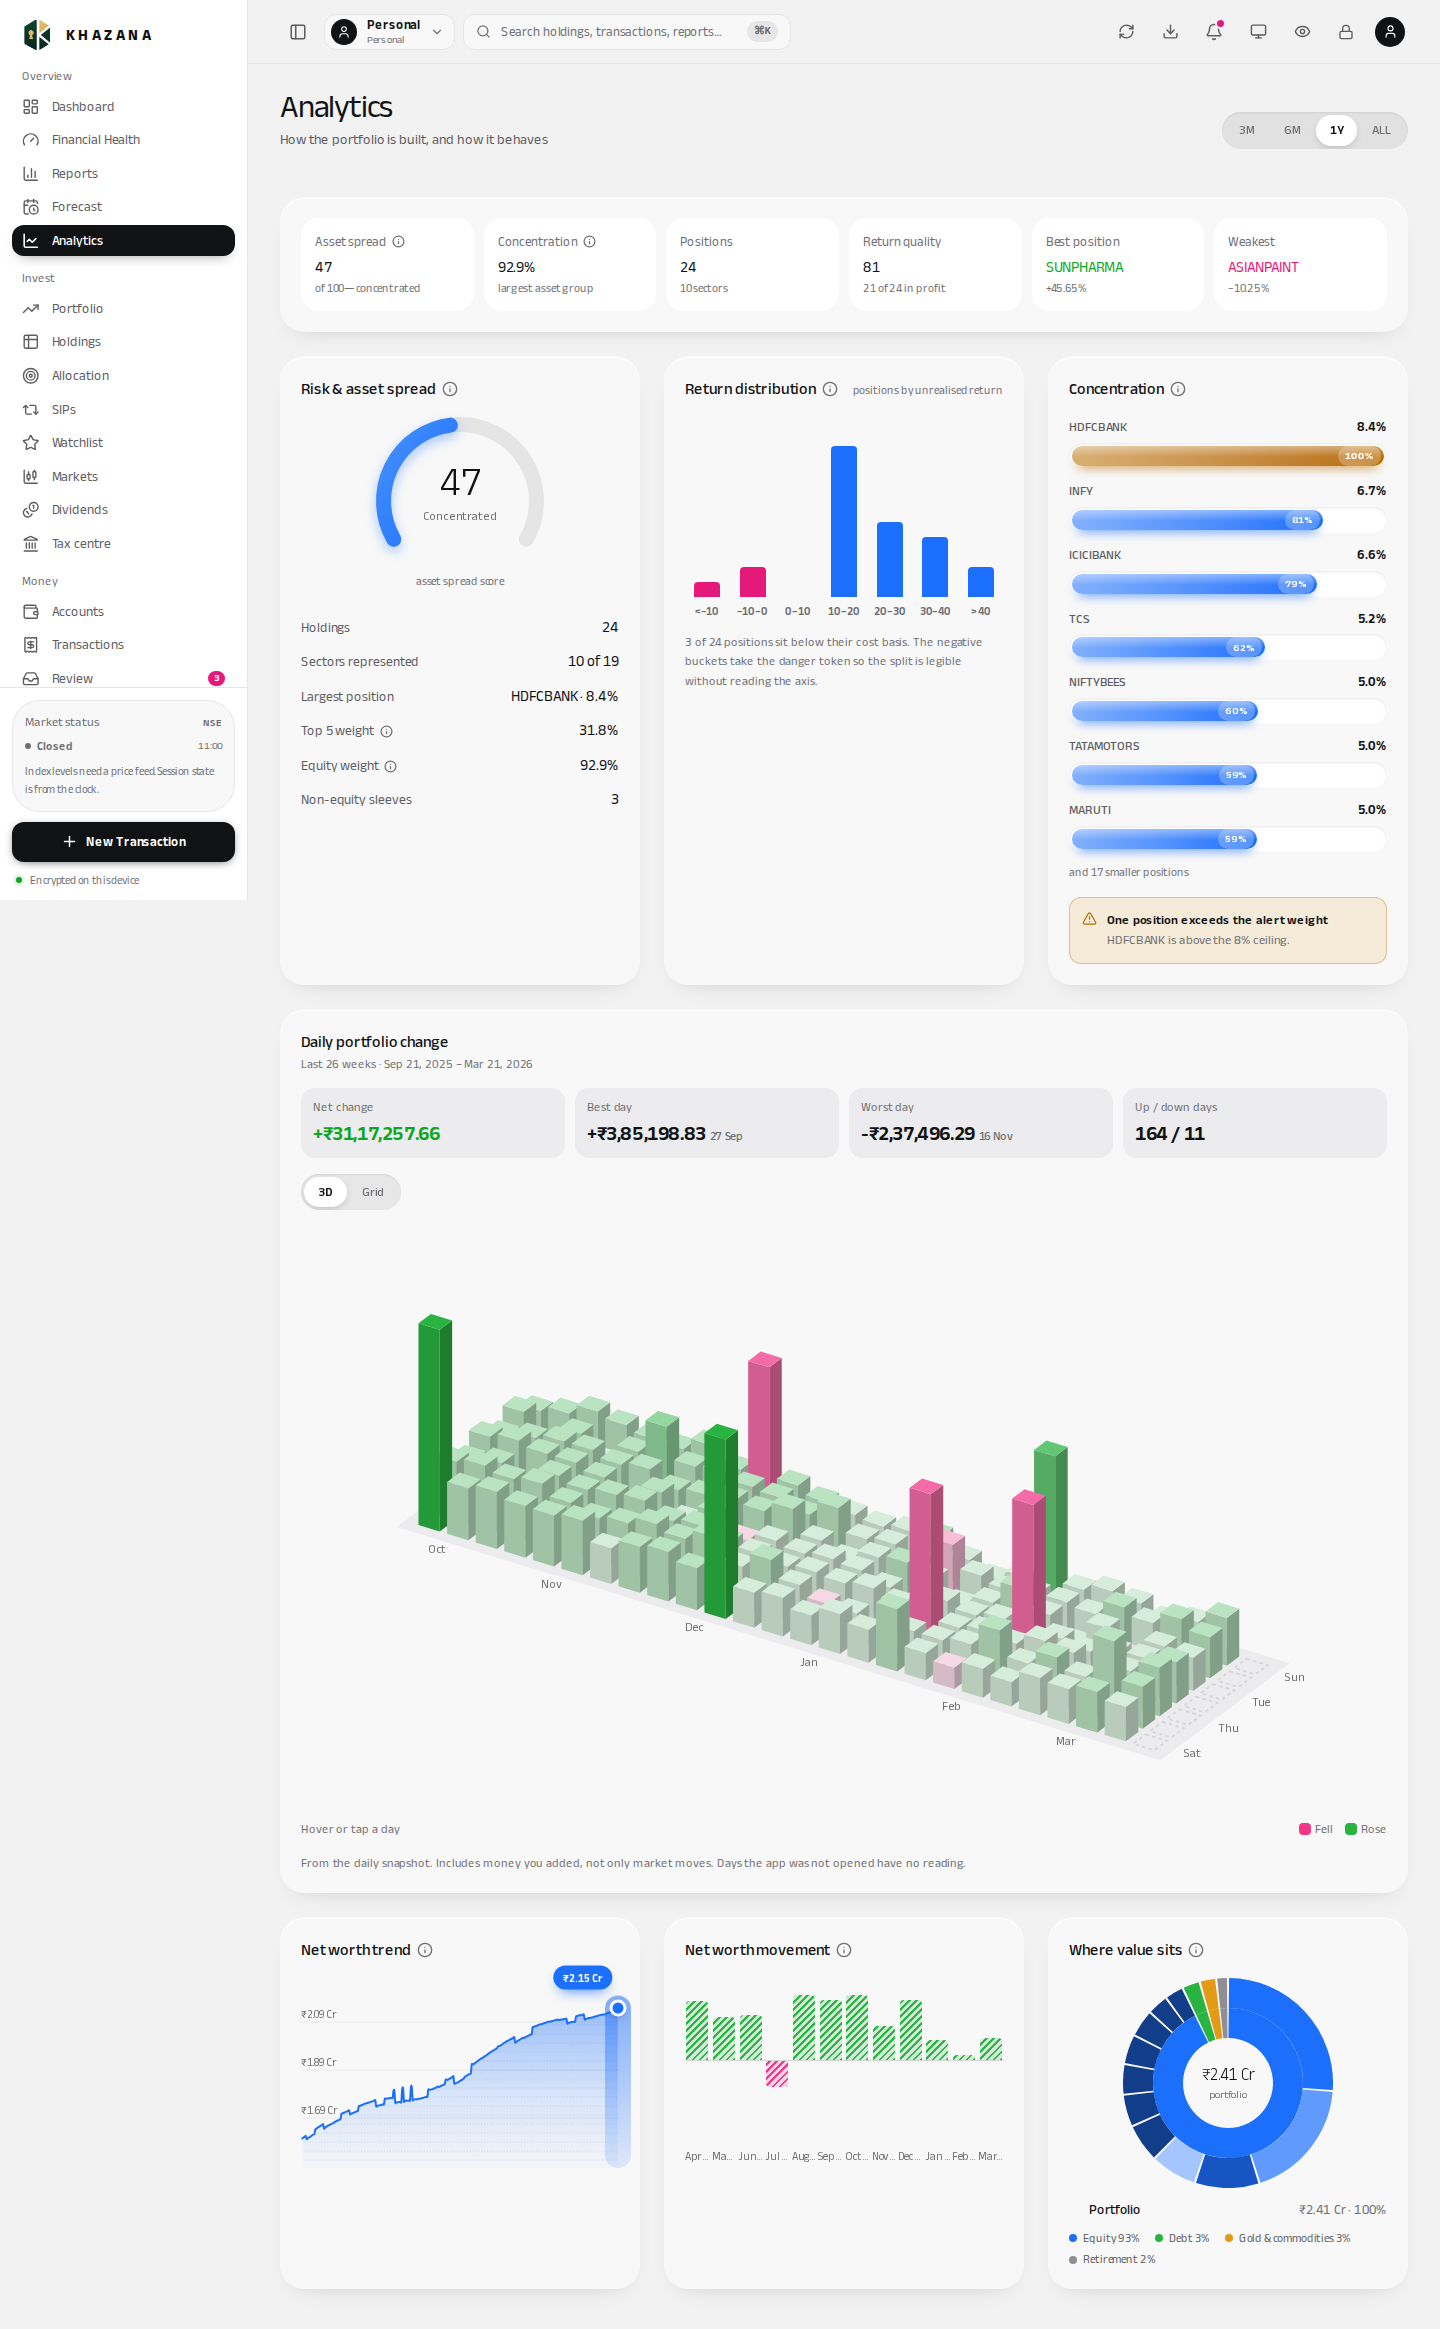 KHAZANA
Overview
Dashboard
Financial Health
Reports
Forecast
Analytics
Invest
Portfolio
Holdings
Allocation
SIPs
Watchlist
Markets
Dividends
Tax centre
Money
Accounts
Transactions
Review 3
Market status NSE
Closed 11:00
Index levels need a price feed. Session state
is from the clock.
New Transaction
Encrypted on this device
Personal
Personal
Search holdings, transactions, reports... ⌘K
Analytics
How the portfolio is built, and how it behaves
3M 6M 1Y ALL
Asset spread
47
of 100 — concentrated
Concentration
92.9%
largest asset group
Positions
24
10 sectors
Return quality
81
21 of 24 in profit
Best position
SUNPHARMA
+45.65%
Weakest
ASIANPAINT
−10.25%
Risk & asset spread
47
Concentrated
asset spread score
Holdings 24
Sectors represented 10 of 19
Largest position HDFCBANK · 8.4%
Top 5 weight 31.8%
Equity weight 92.9%
Non-equity sleeves 3
Return distribution positions by unrealised return
<−10 −10–0 0–10 10–20 20–30 30–40 >40
3 of 24 positions sit below their cost basis. The negative
buckets take the danger token so the split is legible
without reading the axis.
Concentration
HDFCBANK 8.4%
100%
INFY 6.7%
81%
ICICIBANK 6.6%
79%
TCS 5.2%
62%
NIFTYBEES 5.0%
60%
TATAMOTORS 5.0%
59%
MARUTI 5.0%
59%
and 17 smaller positions
One position exceeds the alert weight
HDFCBANK is above the 8% ceiling.
Daily portfolio change
Last 26 weeks · Sep 21, 2025 – Mar 21, 2026
Net change
+₹31,17,257.66
Best day
+₹3,85,198.83 27 Sep
Worst day
-₹2,37,496.29 16 Nov
Up / down days
164 / 11
3D Grid
Oct
Nov
Dec
Jan
Feb
Mar
Sun
Tue
Thu
Sat
Hover or tap a day
Fell Rose
From the daily snapshot. Includes money you added, not only market moves. Days the app was not opened have no reading.
Net worth trend
₹2.15 Cr
₹2.09 Cr
₹1.89 Cr
₹1.69 Cr
Net worth movement
Apr... Ma... Jun... Jul ... Aug... Sep... Oct... Nov... Dec... Jan ... Feb... Mar...
Where value sits
₹2.41 Cr
portfolio
Portfolio ₹2.41 Cr · 100%
Equity 93% Debt 3% Gold & commodities 3%
Retirement 2%